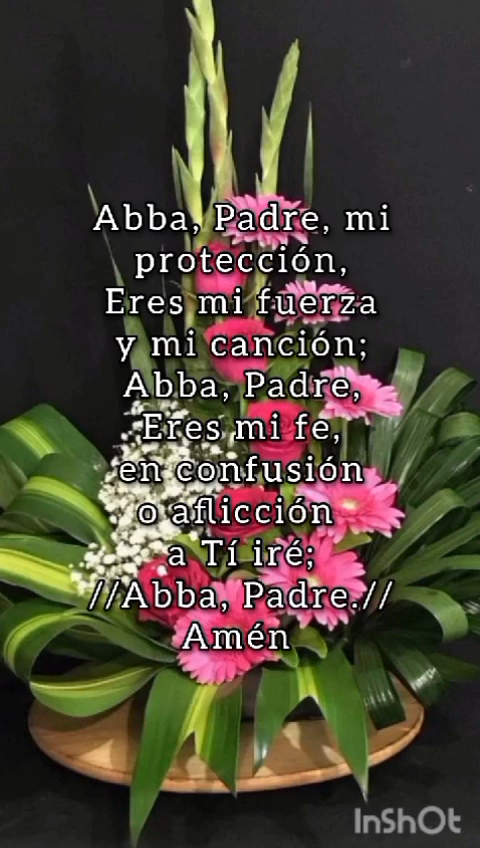 Abba, Padre, mi
protección,
Eres mi fuerza
y mi canción;
Abba, Padre,
Eres mi fe,
en confusión
o aflicción
a Tí iré;
//Abba, Padre.//
Amén
InShOt